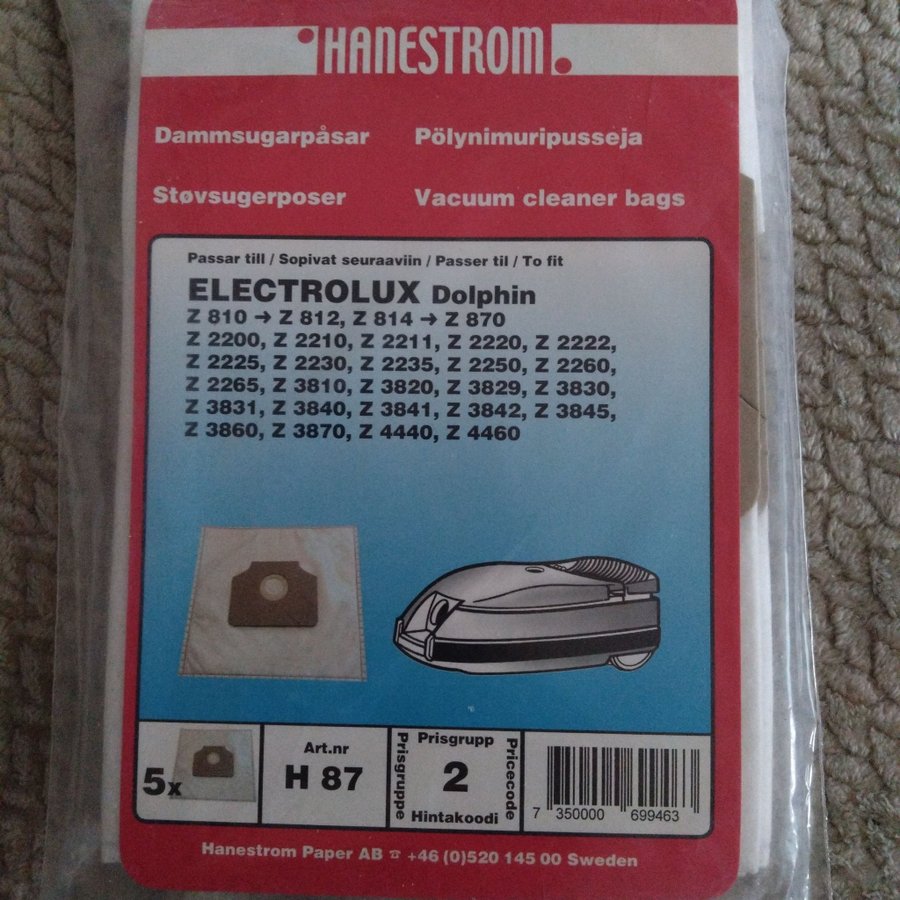 HANESTROM
Dammsugarpåsar Pölynimuripusseja
Støvsugerposer Vacuum cleaner bags
Passar till / Sopivat seuraaviin / Passer til / To fit
ELECTROLUX Dolphin
Z 810 → Z 812, Z 814 → Z 870
Z 2200, Z 2210, Z 2211, Z 2220, Z 2222,
Z 2225, Z 2230, Z 2235, Z 2250, Z 2260,
Z 2265, Z 3810, Z 3820, Z 3829, Z 3830,
Z 3831, Z 3840, Z 3841, Z 3842, Z 3845,
Z 3860, Z 3870, Z 4440, Z 4460
5x
Art.nr
H 87
Prisgruppe
Prisgrupp
2
Hintakoodi
Pricecode
7 350000 699463
Hanestrom Paper AB ☎ +46 (0)520 145 00 Sweden